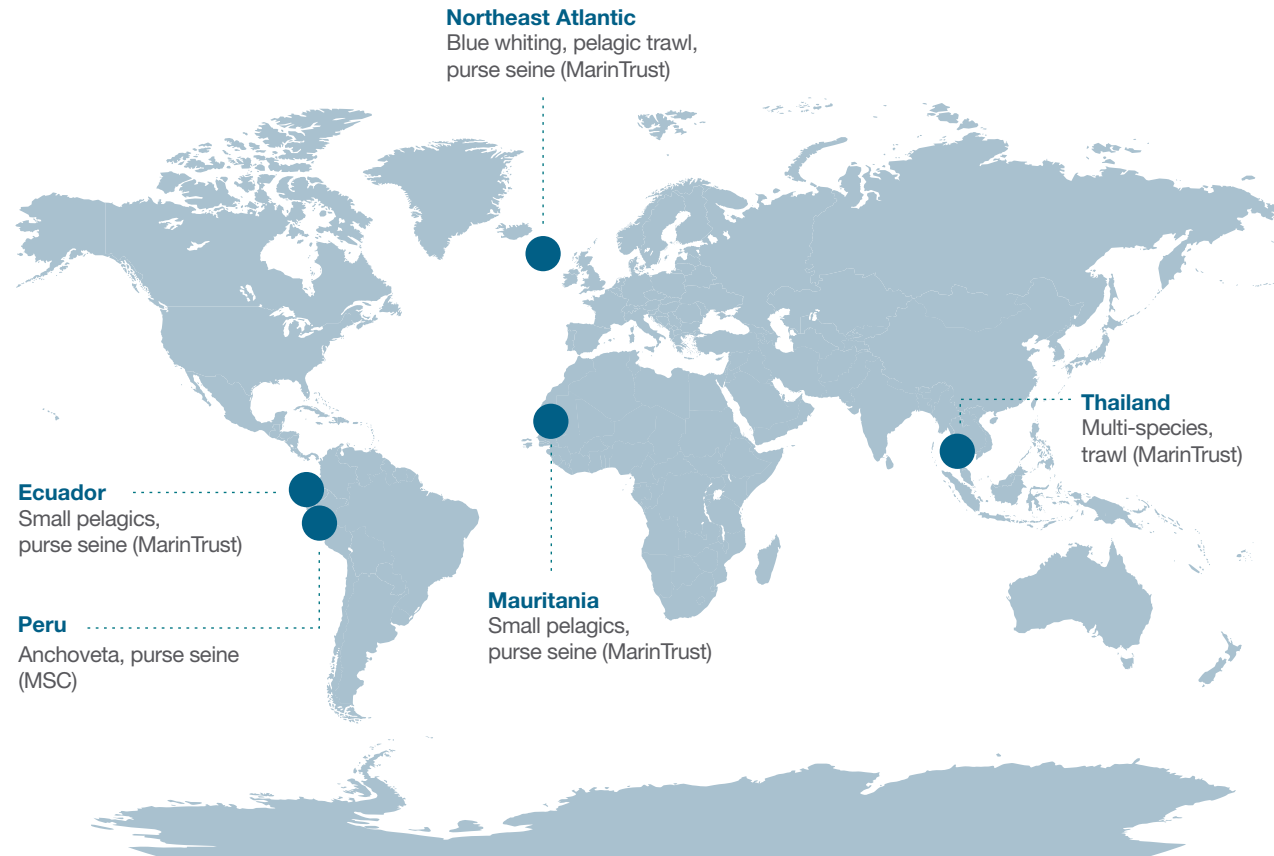 Northeast Atlantic
Blue whiting, pelagic trawl,
purse seine (MarinTrust)
Thailand
Multi-species,
trawl (MarinTrust)
Ecuador
Small pelagics,
purse seine (MarinTrust)
Mauritania
Small pelagics,
purse seine (MarinTrust)
Peru
Anchoveta, purse seine
(MSC)